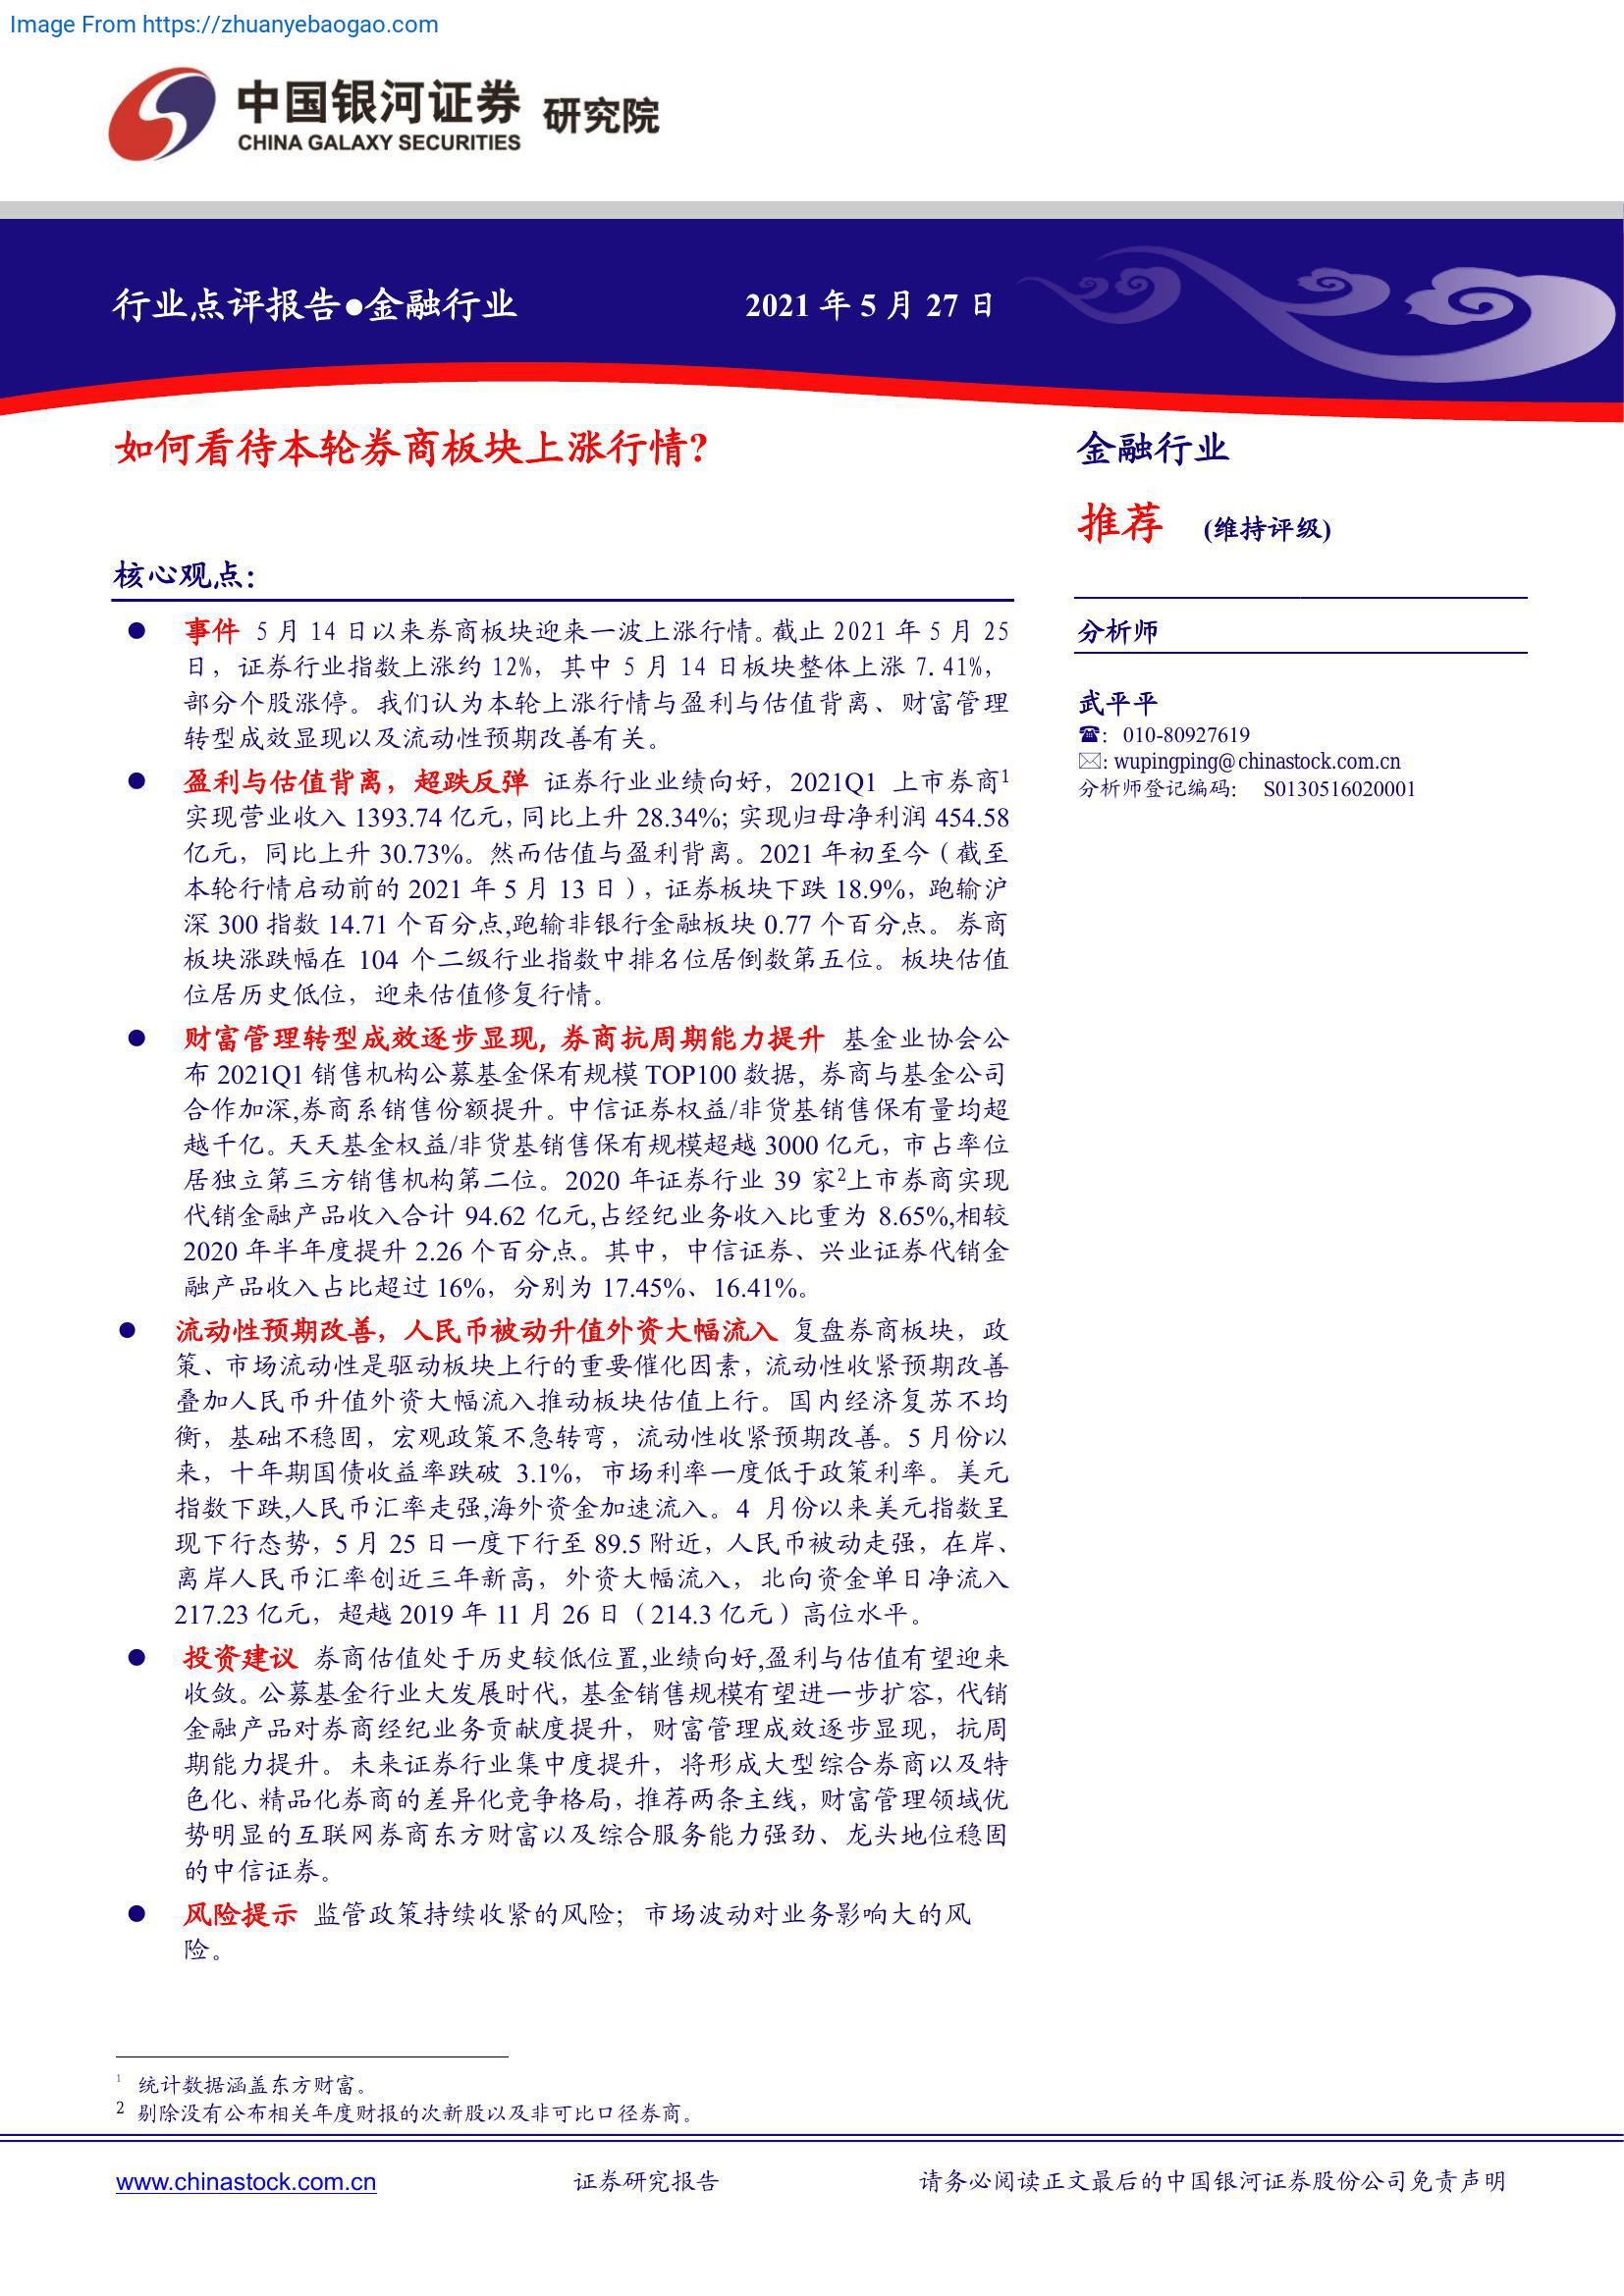 Image From https://zhuanyebaogao.com
中国银河证券 研究院
CHINA GALAXY SECURITIES
行业点评报告●金融行业 2021 年 5 月 27 日
如何看待本轮券商板块上涨行情?
金融行业
推荐 (维持评级)
核心观点：
● 事件 5 月 14 日以来券商板块迎来一波上涨行情。截止 2021 年 5 月 25
日，证券行业指数上涨约 12%，其中 5 月 14 日板块整体上涨 7.41%，
部分个股涨停。我们认为本轮上涨行情与盈利与估值背离、财富管理
转型成效显现以及流动性预期改善有关。
● 盈利与估值背离，超跌反弹 证券行业业绩向好，2021Q1 上市券商1
实现营业收入 1393.74 亿元，同比上升 28.34%; 实现归母净利润 454.58
亿元，同比上升 30.73%。然而估值与盈利背离。2021 年初至今（截至
本轮行情启动前的 2021 年 5 月 13 日），证券板块下跌 18.9%，跑输沪
深 300 指数 14.71 个百分点,跑输非银行金融板块 0.77 个百分点。券商
板块涨跌幅在 104 个二级行业指数中排名位居倒数第五位。板块估值
位居历史低位，迎来估值修复行情。
● 财富管理转型成效逐步显现，券商抗周期能力提升 基金业协会公
布 2021Q1 销售机构公募基金保有规模 TOP100 数据，券商与基金公司
合作加深,券商系销售份额提升。中信证券权益/非货基销售保有量均超
越千亿。天天基金权益/非货基销售保有规模超越 3000 亿元，市占率位
居独立第三方销售机构第二位。2020 年证券行业 39 家2上市券商实现
代销金融产品收入合计 94.62 亿元,占经纪业务收入比重为 8.65%,相较
2020 年半年度提升 2.26 个百分点。其中，中信证券、兴业证券代销金
融产品收入占比超过 16%，分别为 17.45%、16.41%。
● 流动性预期改善，人民币被动升值外资大幅流入 复盘券商板块，政
策、市场流动性是驱动板块上行的重要催化因素，流动性收紧预期改善
叠加人民币升值外资大幅流入推动板块估值上行。国内经济复苏不均
衡，基础不稳固，宏观政策不急转弯，流动性收紧预期改善。5 月份以
来，十年期国债收益率跌破 3.1%，市场利率一度低于政策利率。美元
指数下跌,人民币汇率走强,海外资金加速流入。4 月份以来美元指数呈
现下行态势，5 月 25 日一度下行至 89.5 附近，人民币被动走强，在岸、
离岸人民币汇率创近三年新高，外资大幅流入，北向资金单日净流入
217.23 亿元，超越 2019 年 11 月 26 日（214.3 亿元）高位水平。
● 投资建议 券商估值处于历史较低位置,业绩向好,盈利与估值有望迎来
收敛。公募基金行业大发展时代，基金销售规模有望进一步扩容，代销
金融产品对券商经纪业务贡献度提升，财富管理成效逐步显现，抗周
期能力提升。未来证券行业集中度提升，将形成大型综合券商以及特
色化、精品化券商的差异化竞争格局，推荐两条主线，财富管理领域优
势明显的互联网券商东方财富以及综合服务能力强劲、龙头地位稳固
的中信证券。
● 风险提示 监管政策持续收紧的风险；市场波动对业务影响大的风
险。
分析师
武平平
☎：010-80927619
✉: wupingping@chinastock.com.cn
分析师登记编码： S0130516020001
1 统计数据涵盖东方财富。
2 剔除没有公布相关年度财报的次新股以及非可比口径券商。
www.chinastock.com.cn 证券研究报告 请务必阅读正文最后的中国银河证券股份公司免责声明